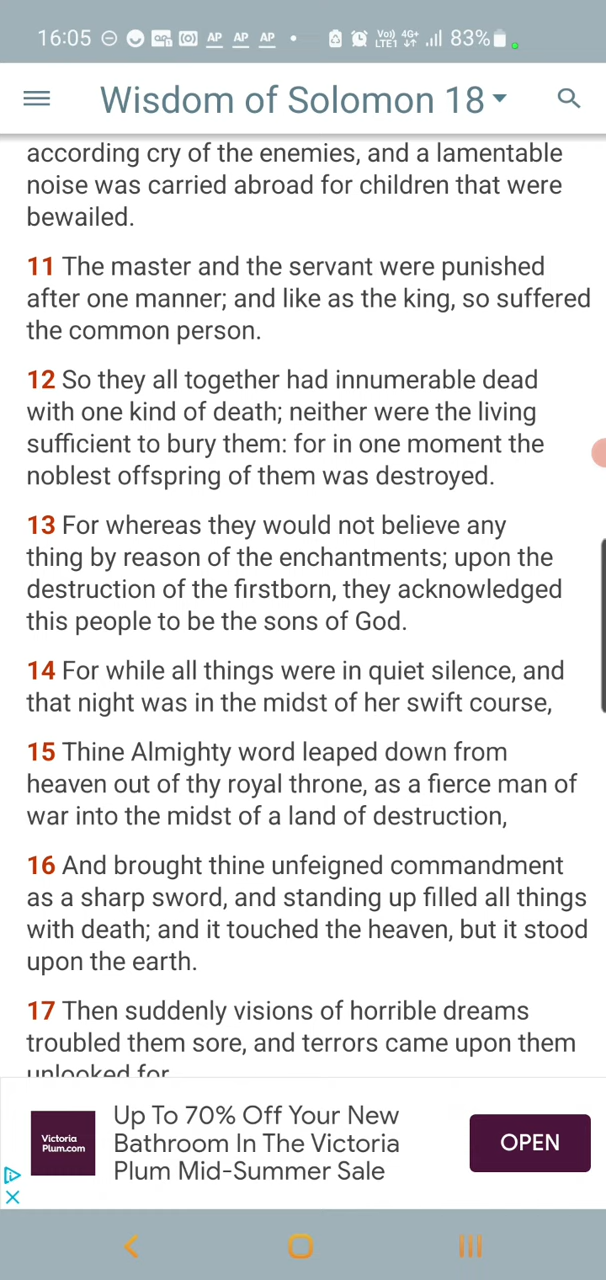 16:05 AP AP AP Vo)) LTE1 4G+ 83%
Wisdom of Solomon 18
according cry of the enemies, and a lamentable
noise was carried abroad for children that were
bewailed.
11 The master and the servant were punished
after one manner; and like as the king, so suffered
the common person.
12 So they all together had innumerable dead
with one kind of death; neither were the living
sufficient to bury them: for in one moment the
noblest offspring of them was destroyed.
13 For whereas they would not believe any
thing by reason of the enchantments; upon the
destruction of the firstborn, they acknowledged
this people to be the sons of God.
14 For while all things were in quiet silence, and
that night was in the midst of her swift course,
15 Thine Almighty word leaped down from
heaven out of thy royal throne, as a fierce man of
war into the midst of a land of destruction,
16 And brought thine unfeigned commandment
as a sharp sword, and standing up filled all things
with death; and it touched the heaven, but it stood
upon the earth.
17 Then suddenly visions of horrible dreams
troubled them sore, and terrors came upon them
unlooked for
Victoria
Plum.com
Up To 70% Off Your New
Bathroom In The Victoria
Plum Mid-Summer Sale
OPEN